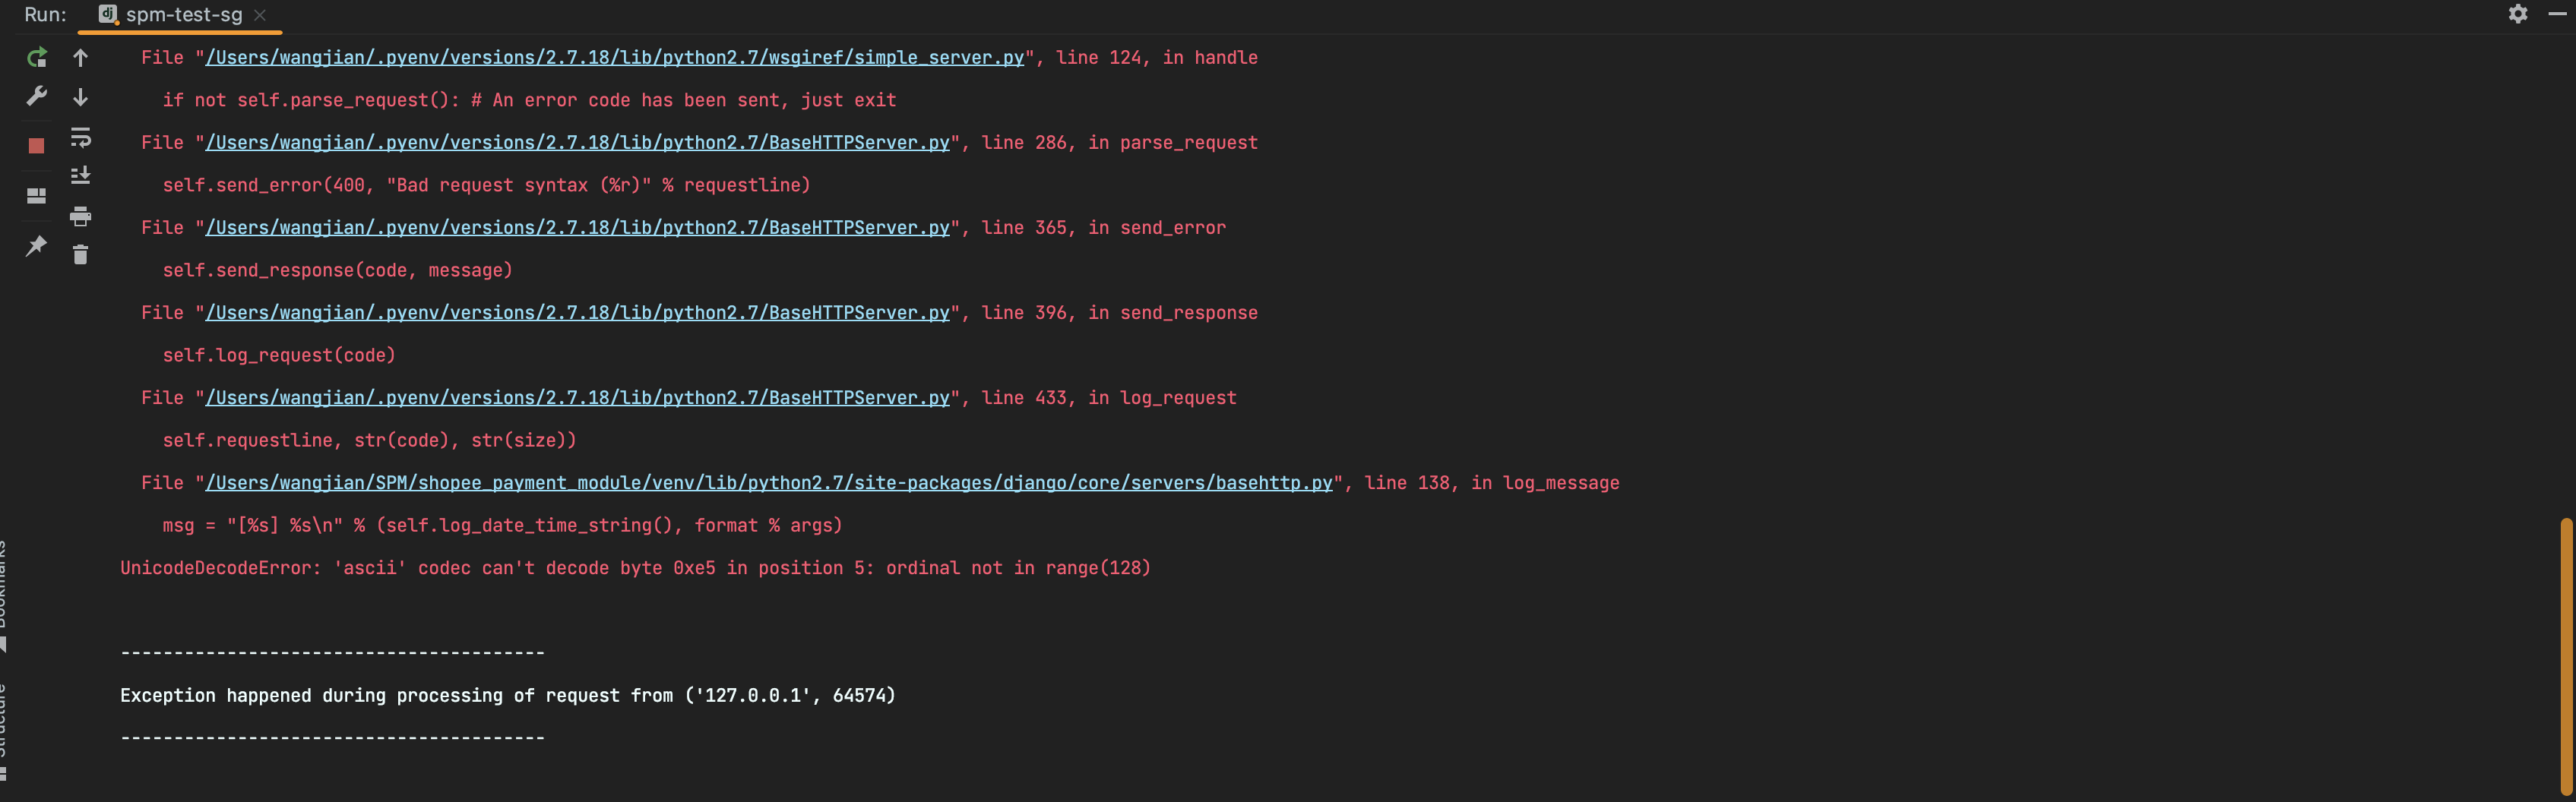 Run: dj spm-test-sg
File "/Users/wangjian/.pyenv/versions/2.7.18/lib/python2.7/wsgiref/simple_server.py", line 124, in handle
if not self.parse_request(): # An error code has been sent, just exit
File "/Users/wangjian/.pyenv/versions/2.7.18/lib/python2.7/BaseHTTPServer.py", line 286, in parse_request
self.send_error(400, "Bad request syntax (%r)" % requestline)
File "/Users/wangjian/.pyenv/versions/2.7.18/lib/python2.7/BaseHTTPServer.py", line 365, in send_error
self.send_response(code, message)
File "/Users/wangjian/.pyenv/versions/2.7.18/lib/python2.7/BaseHTTPServer.py", line 396, in send_response
self.log_request(code)
File "/Users/wangjian/.pyenv/versions/2.7.18/lib/python2.7/BaseHTTPServer.py", line 433, in log_request
self.requestline, str(code), str(size))
File "/Users/wangjian/SPM/shopee_payment_module/venv/lib/python2.7/site-packages/django/core/servers/basehttp.py", line 138, in log_message
msg = "[%s] %s\n" % (self.log_date_time_string(), format % args)
UnicodeDecodeError: 'ascii' codec can't decode byte 0xe5 in position 5: ordinal not in range(128)
----------------------------------------
Exception happened during processing of request from ('127.0.0.1', 64574)
----------------------------------------
Bookmarks
Structure